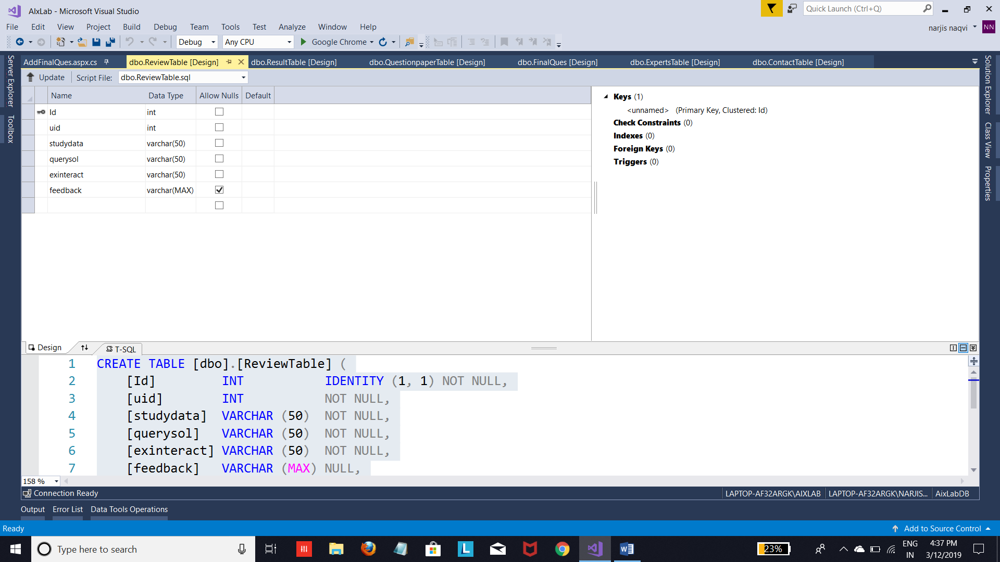 AIxLab - Microsoft Visual Studio
Quick Launch (Ctrl+Q)
File Edit View Project Build Debug Team Tools Test Analyze Window Help
narjis naqvi NN
Debug Any CPU Google Chrome
Server Explorer
Toolbox
AddFinalQues.aspx.cs dbo.ReviewTable [Design] dbo.ResultTable [Design] dbo.QuestionpaperTable [Design] dbo.FinalQues [Design] dbo.ExpertsTable [Design] dbo.ContactTable [Design]
Update Script File: dbo.ReviewTable.sql
Name Data Type Allow Nulls Default
Id int
uid int
studydata varchar(50)
querysol varchar(50)
exinteract varchar(50)
feedback varchar(MAX)
Keys (1)
<unnamed> (Primary Key, Clustered: Id)
Check Constraints (0)
Indexes (0)
Foreign Keys (0)
Triggers (0)
Solution Explorer
Class View
Properties
Design T-SQL
1 CREATE TABLE [dbo].[ReviewTable] (
2 [Id] INT IDENTITY (1, 1) NOT NULL,
3 [uid] INT NOT NULL,
4 [studydata] VARCHAR (50) NOT NULL,
5 [querysol] VARCHAR (50) NOT NULL,
6 [exinteract] VARCHAR (50) NOT NULL,
7 [feedback] VARCHAR (MAX) NULL,
158 %
Connection Ready LAPTOP-AF32ARGK\AIXLAB LAPTOP-AF32ARGK\NARJIS... AixLabDB
Output Error List Data Tools Operations
Ready Add to Source Control
Type here to search
L
W
23%
ENG
IN
4:37 PM
3/12/2019